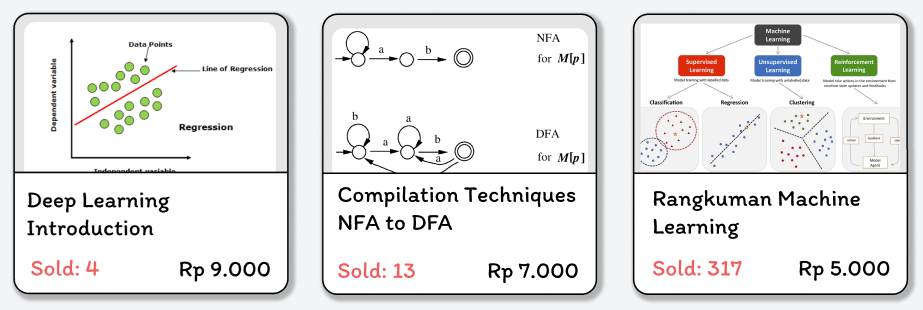 Data Points
Line of Regression
Dependent variable
Regression
Independent variable
Deep Learning
Introduction
Sold: 4
Rp 9.000
a
b
NFA
for M[p]
b
a
a
b
a
DFA
for M[p]
Compilation Techniques
NFA to DFA
Sold: 13
Rp 7.000
Machine
Learning
Supervised
Learning
Unsupervised
Learning
Reinforcement
Learning
Model training with labelled data
Model training with unlabelled data
Model take actions in the environment then
received state updates and feedbacks
Classification
Regression
Clustering
Environment
Model
Agent
Rangkuman Machine
Learning
Sold: 317
Rp 5.000